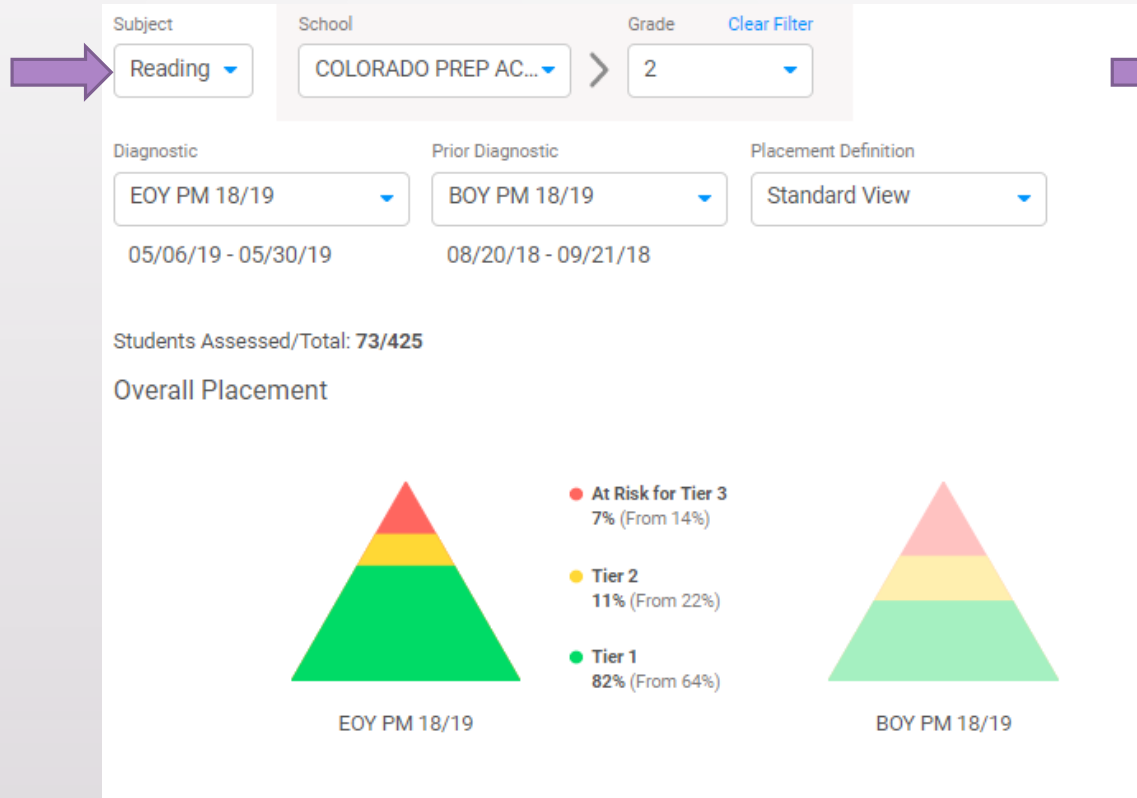 Subject School Grade Clear Filter
Reading COLORADO PREP AC... 2
Diagnostic Prior Diagnostic Placement Definition
EOY PM 18/19 BOY PM 18/19 Standard View
05/06/19 - 05/30/19 08/20/18 - 09/21/18
Students Assessed/Total: 73/425
Overall Placement
At Risk for Tier 3
7% (From 14%)
Tier 2
11% (From 22%)
Tier 1
82% (From 64%)
EOY PM 18/19 BOY PM 18/19